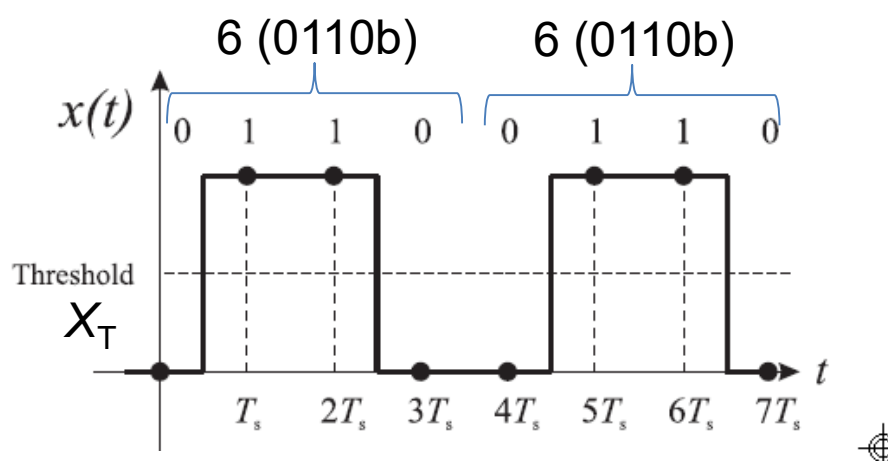 6 (0110b) 6 (0110b)
x(t) 0 1 1 0 0 1 1 0
Threshold
X_T
t
T_s 2T_s 3T_s 4T_s 5T_s 6T_s 7T_s